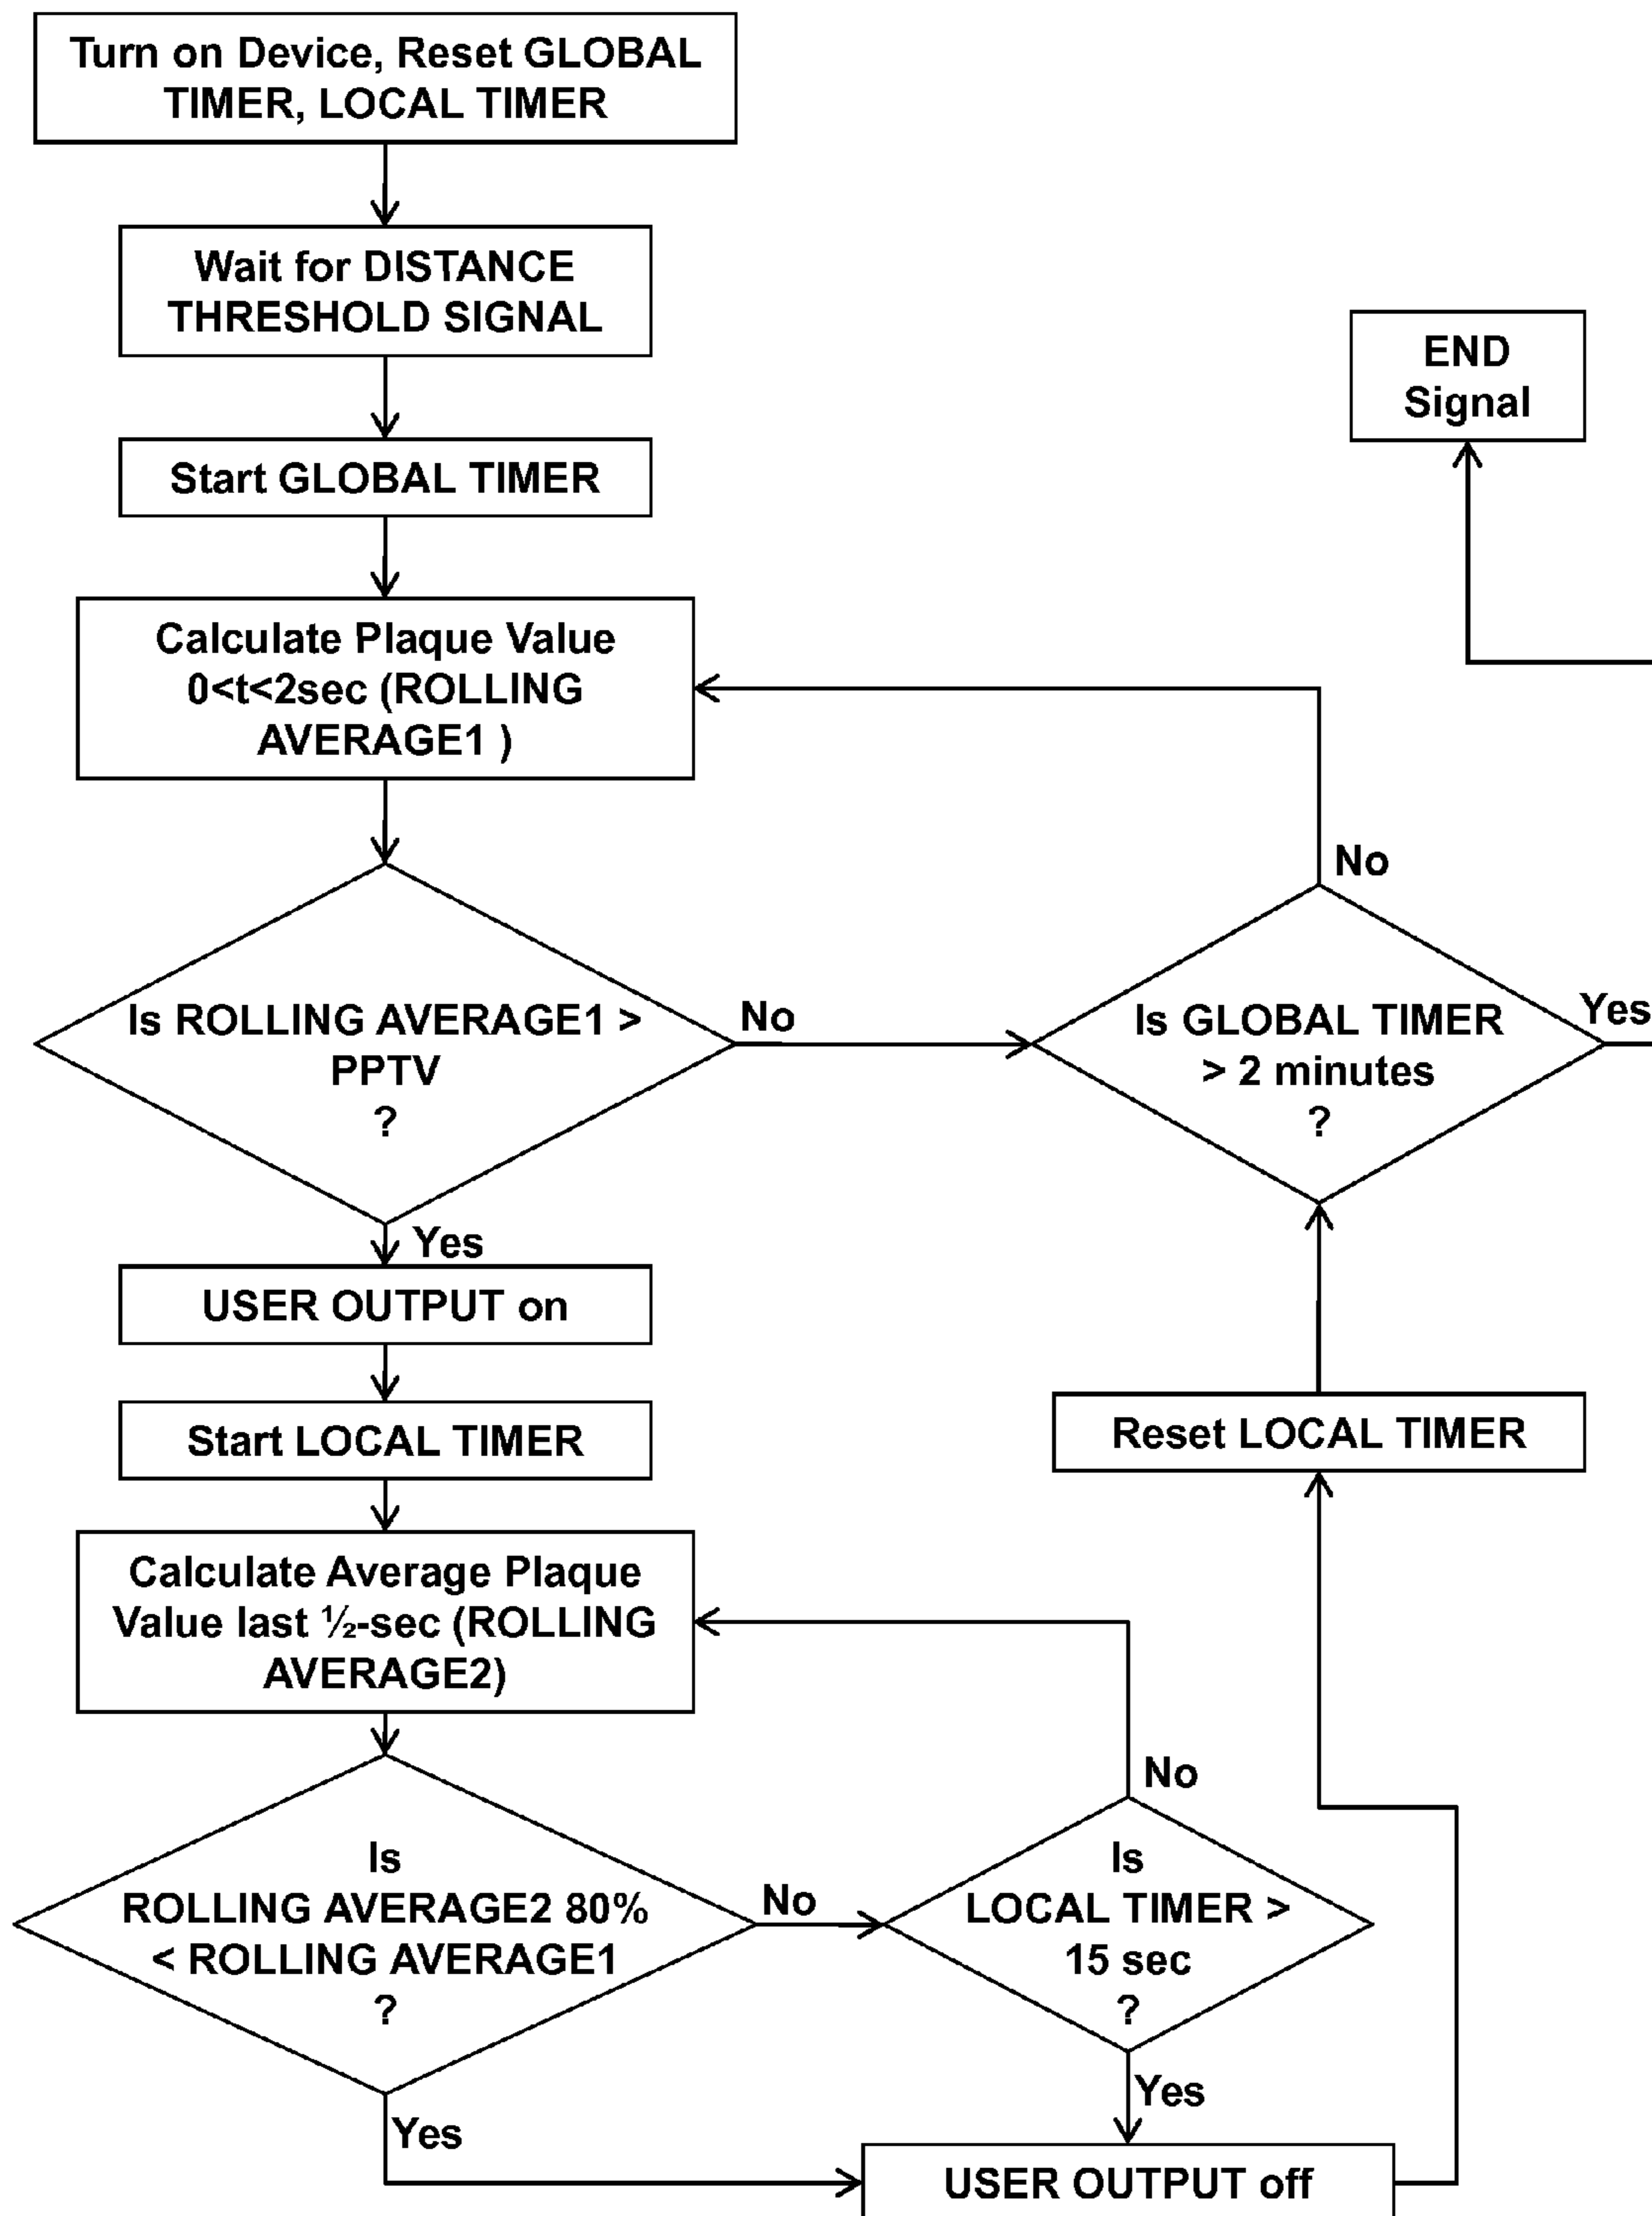 Turn on Device, Reset GLOBAL
TIMER, LOCAL TIMER
Wait for DISTANCE
THRESHOLD SIGNAL
END
Signal
Start GLOBAL TIMER
Calculate Plaque Value
0<t<2sec (ROLLING
AVERAGE1 )
No
Is ROLLING AVERAGE1 >
PPTV
?
No
Is GLOBAL TIMER
> 2 minutes
?
Yes
Yes
USER OUTPUT on
Start LOCAL TIMER
Reset LOCAL TIMER
Calculate Average Plaque
Value last ½-sec (ROLLING
AVERAGE2)
No
Is
ROLLING AVERAGE2 80%
< ROLLING AVERAGE1
?
No
Is
LOCAL TIMER >
15 sec
?
Yes
Yes
USER OUTPUT off